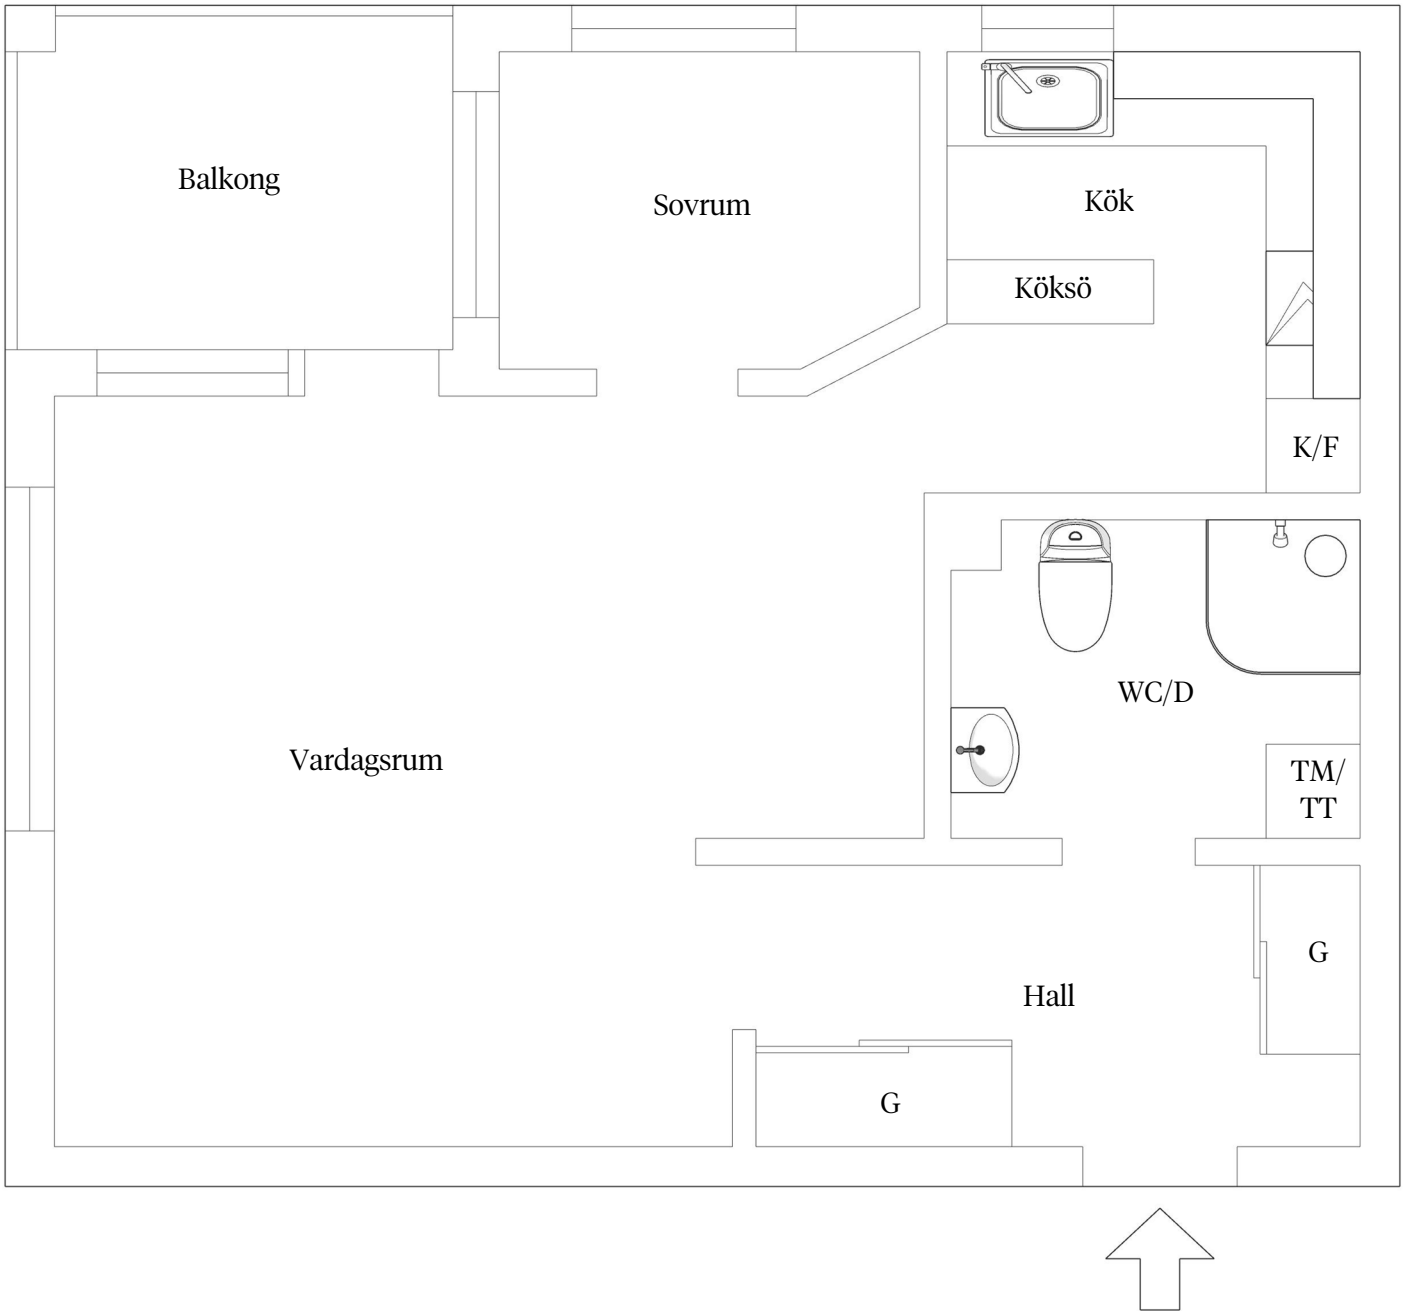 Balkong
Sovrum
Kök
Köksö
K/F
WC/D
Vardagsrum
TM/
TT
G
Hall
G